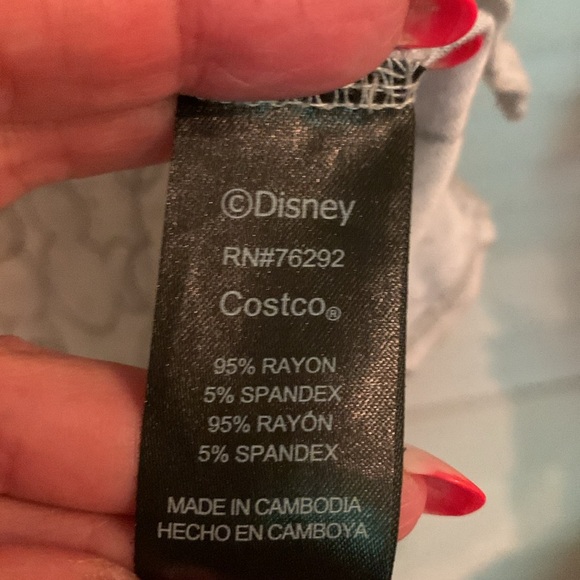 ©Disney
RN#76292
Costco®
95% RAYON
5% SPANDEX
95% RAYÓN
5% SPANDEX
MADE IN CAMBODIA
HECHO EN CAMBOYA